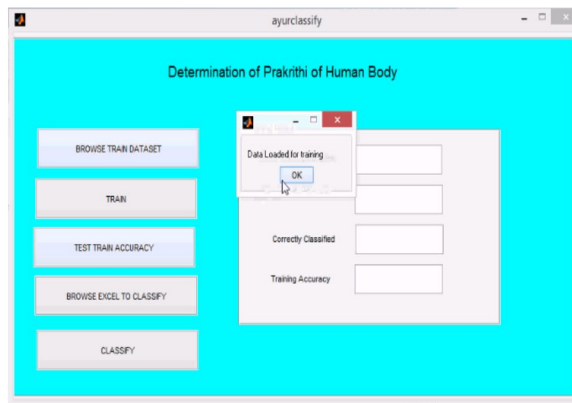 ayurclassify
Determination of Prakrithi of Human Body
BROWSE TRAIN DATASET
TRAIN
TEST TRAIN ACCURACY
BROWSE EXCEL TO CLASSIFY
CLASSIFY
Data Loaded for training
OK
Correctly Classified
Training Accuracy